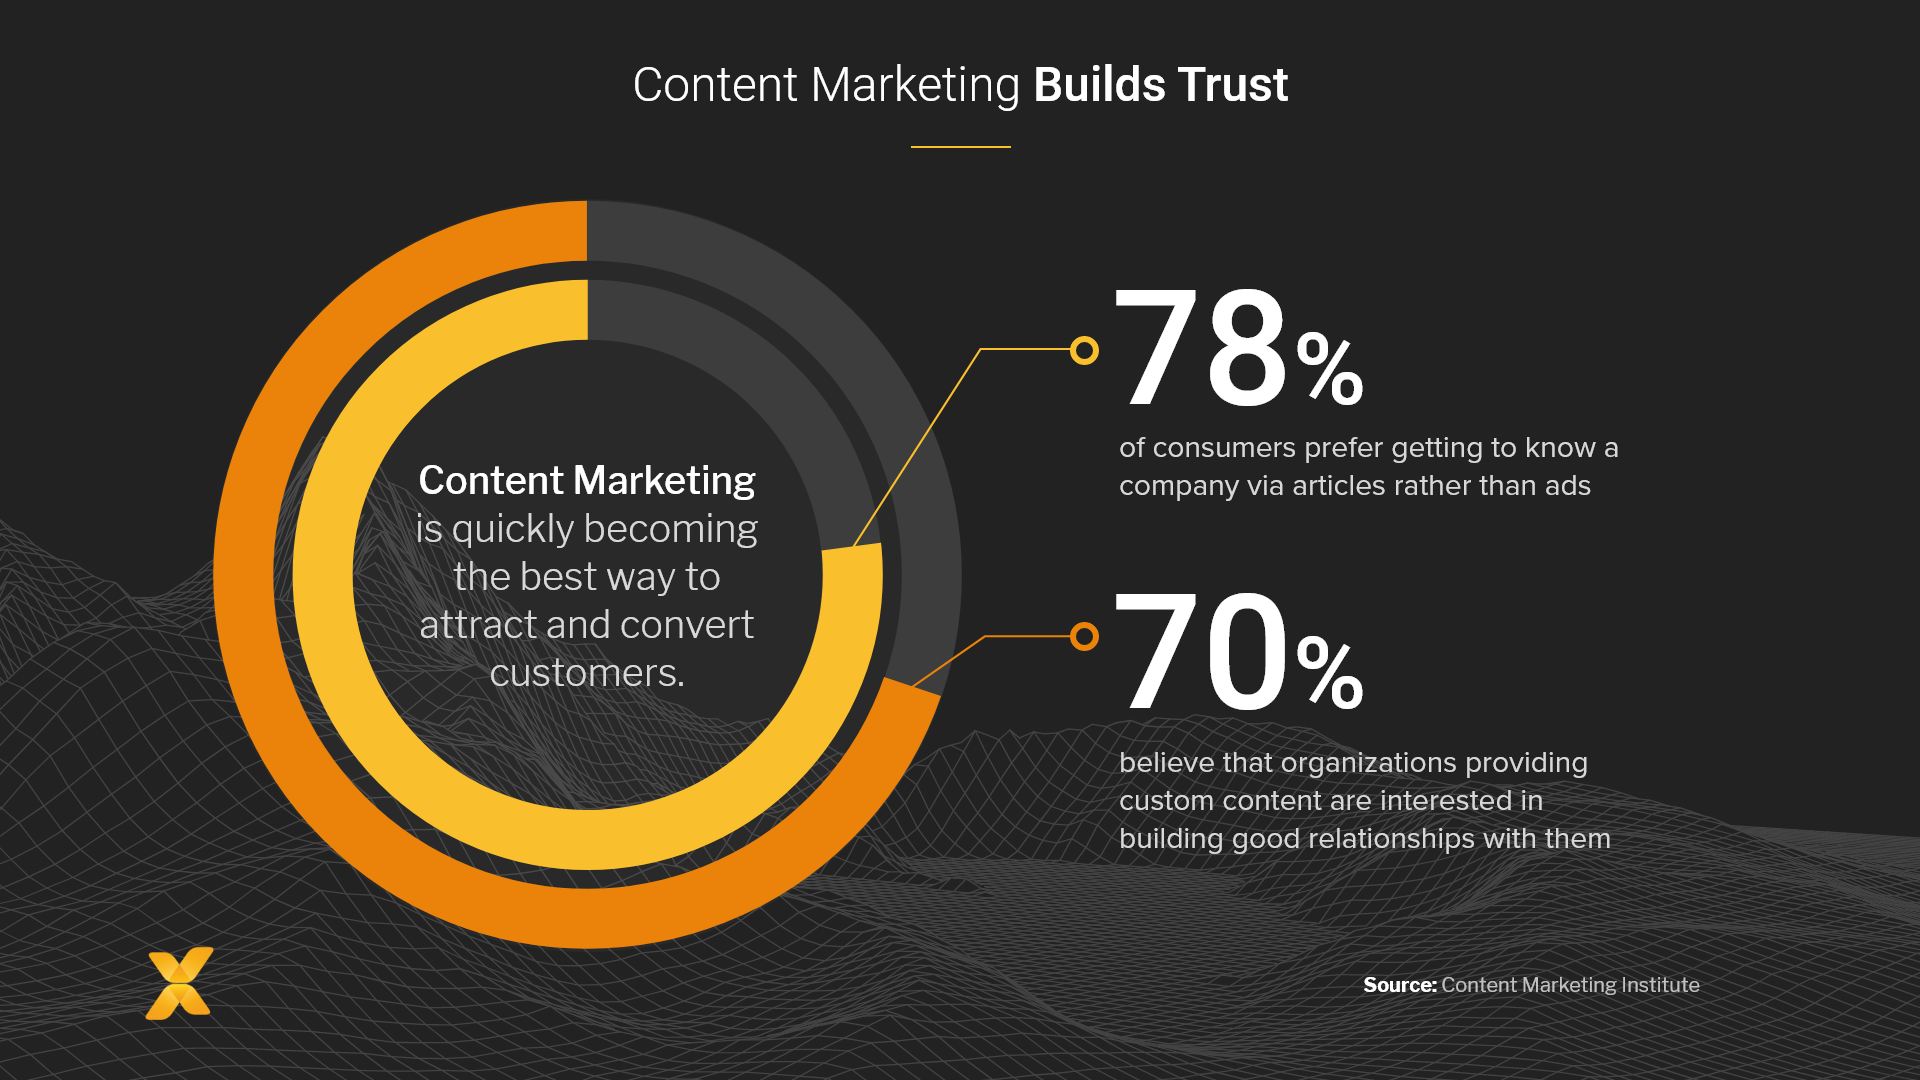 Content Marketing Builds Trust
Content Marketing
is quickly becoming
the best way to
attract and convert
customers.
78%
of consumers prefer getting to know a
company via articles rather than ads
70%
believe that organizations providing
custom content are interested in
building good relationships with them
Source: Content Marketing Institute